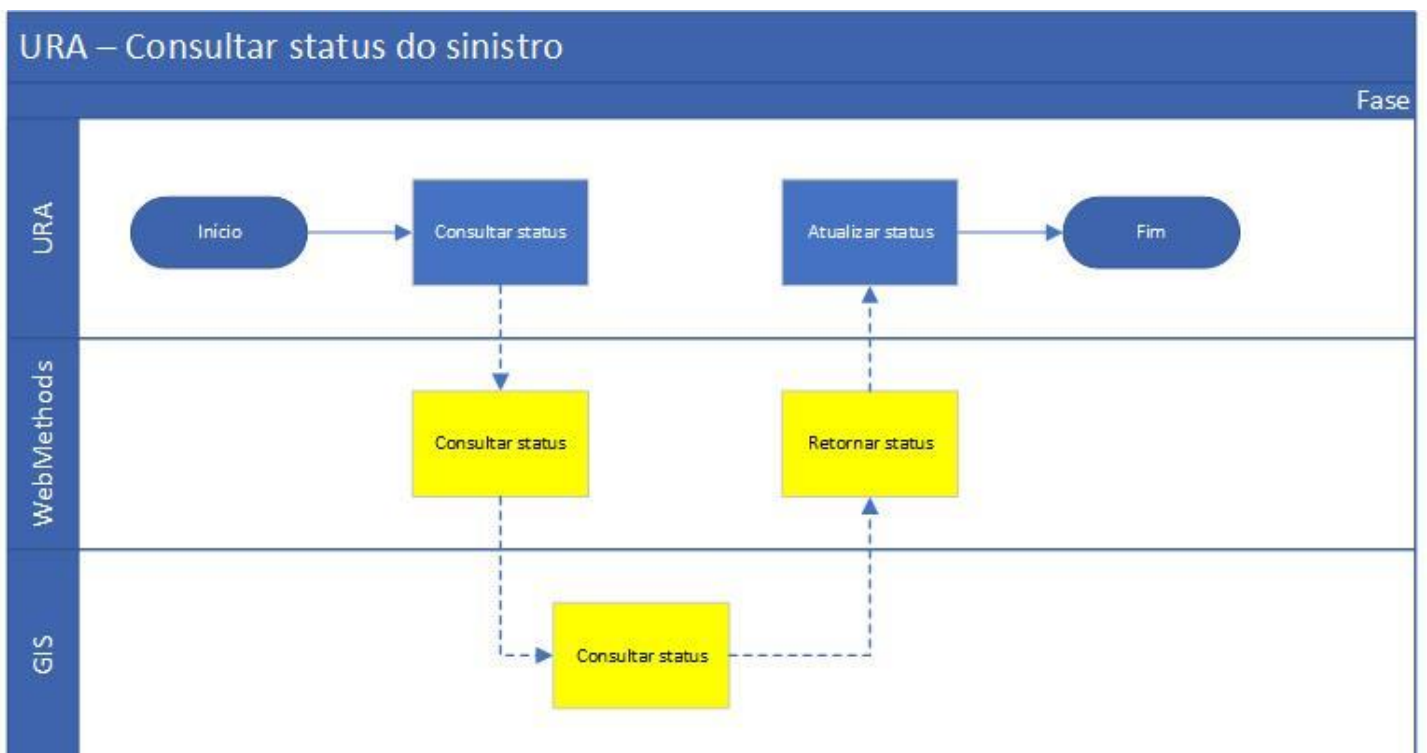 URA – Consultar status do sinistro
Fase
URA
Início
Consultar status
Atualizar status
Fim
WebMethods
Consultar status
Retornar status
GIS
Consultar status